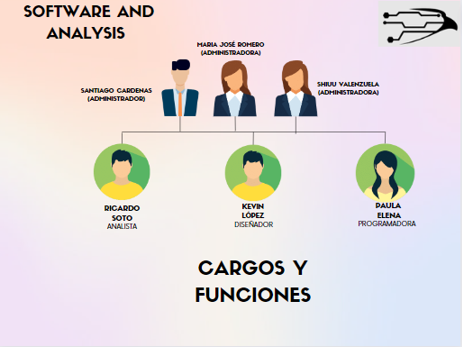 SOFTWARE AND
ANALYSIS
MARIA JOSÉ ROMERO
(ADMINISTRADORA)
SANTIAGO CARDENAS
(ADMINISTRADOR)
SHIUU VALENZUELA
(ADMINISTRADORA)
RICARDO
SOTO
ANALISTA
KEVIN
LÓPEZ
DISEÑADOR
PAULA
ELENA
PROGRAMADORA
CARGOS Y
FUNCIONES